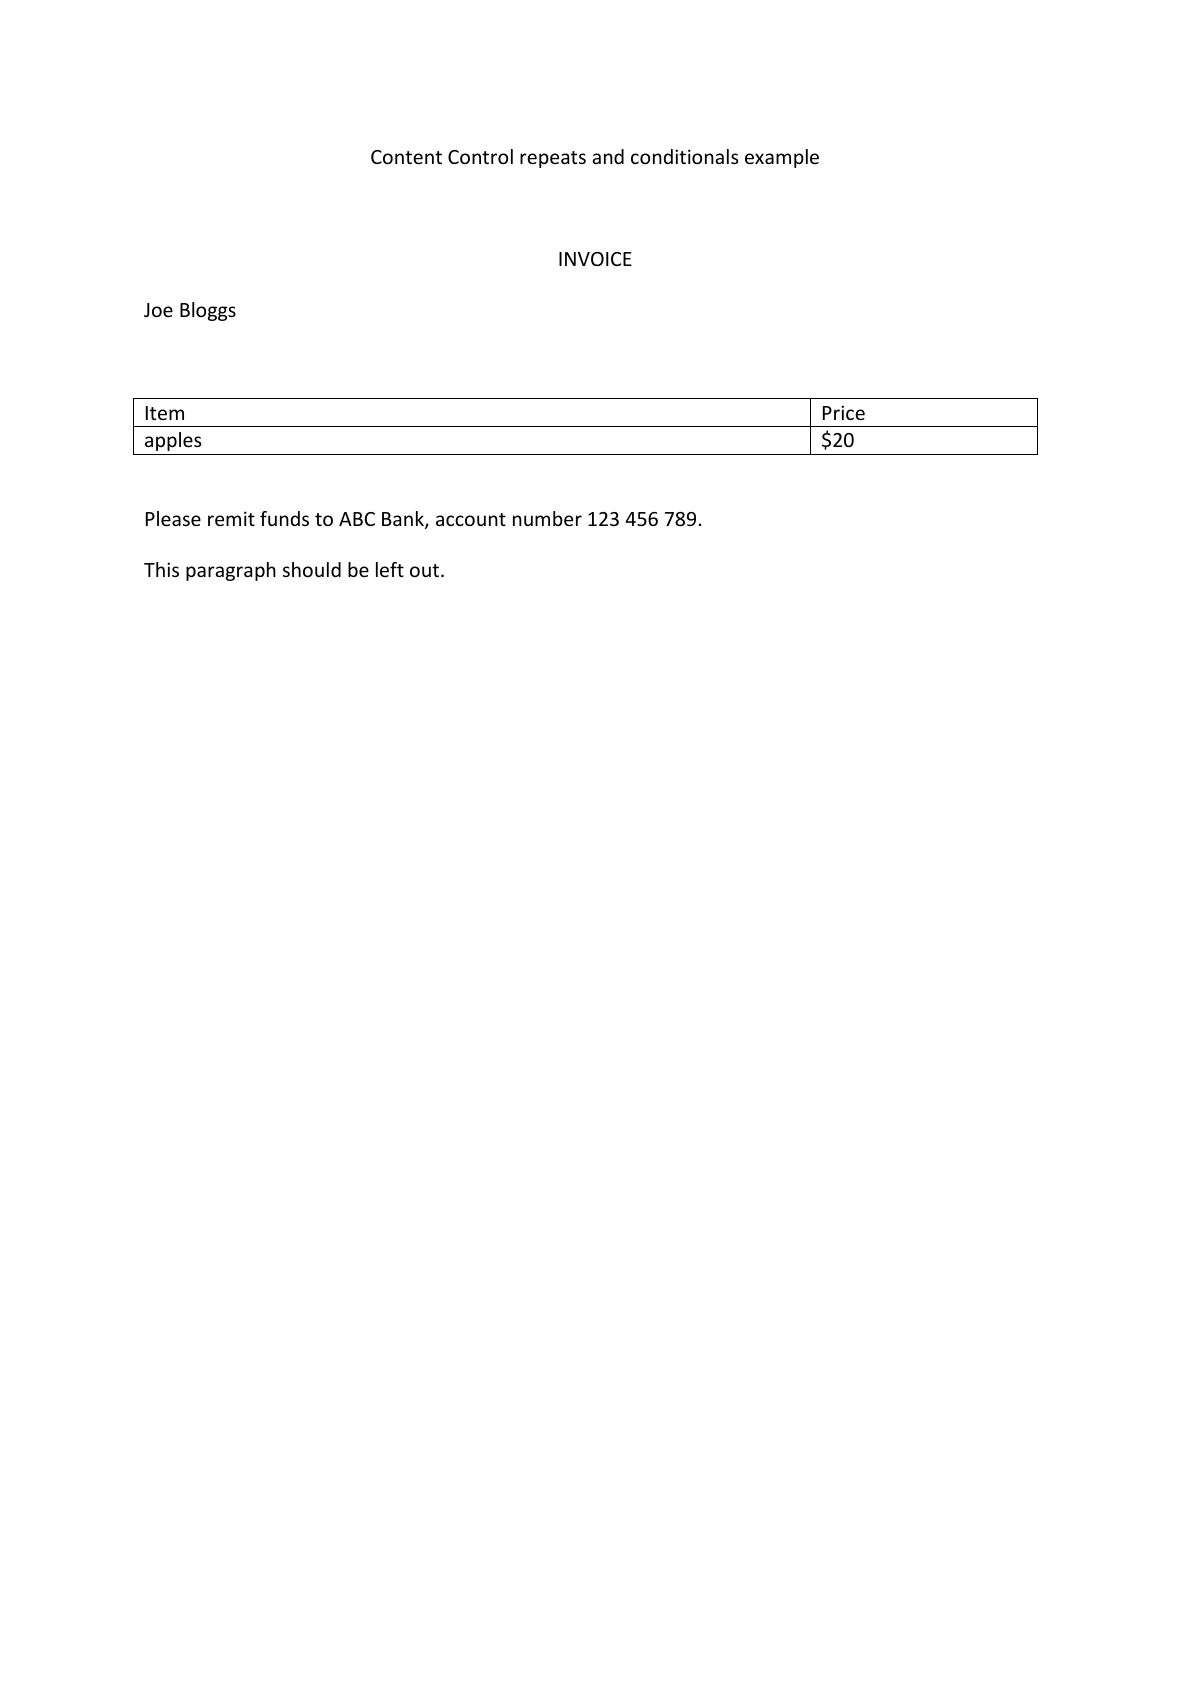 Content Control repeats and conditionals example
INVOICE
Joe Bloggs
Item Price
apples $20
Please remit funds to ABC Bank, account number 123 456 789.
This paragraph should be left out.